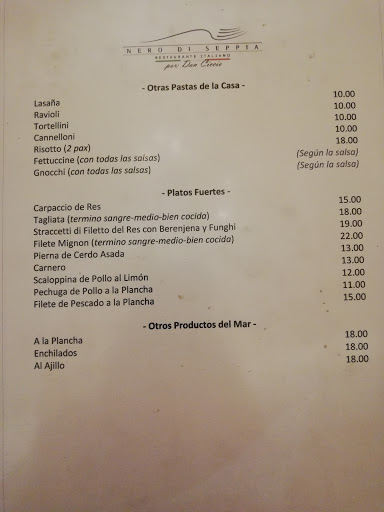 NERO DI SEPPIA
RESTAURANTE ITALIANO
por Don Ciccio
- Otras Pastas de la Casa -
Lasaña 10.00
Ravioli 10.00
Tortellini 10.00
Cannelloni 10.00
Risotto (2 pax) 18.00
Fettuccine (con todas las salsas) (Según la salsa)
Gnocchi (con todas las salsas) (Según la salsa)
- Platos Fuertes -
Carpaccio de Res 15.00
Tagliata (termino sangre-medio-bien cocida) 18.00
Straccetti di Filetto del Res con Berenjena y Funghi 19.00
Filete Mignon (termino sangre-medio-bien cocida) 22.00
Pierna de Cerdo Asada 13.00
Carnero 13.00
Scaloppina de Pollo al Limón 12.00
Pechuga de Pollo a la Plancha 11.00
Filete de Pescado a la Plancha 15.00
- Otros Productos del Mar -
A la Plancha 18.00
Enchilados 18.00
Al Ajillo 18.00